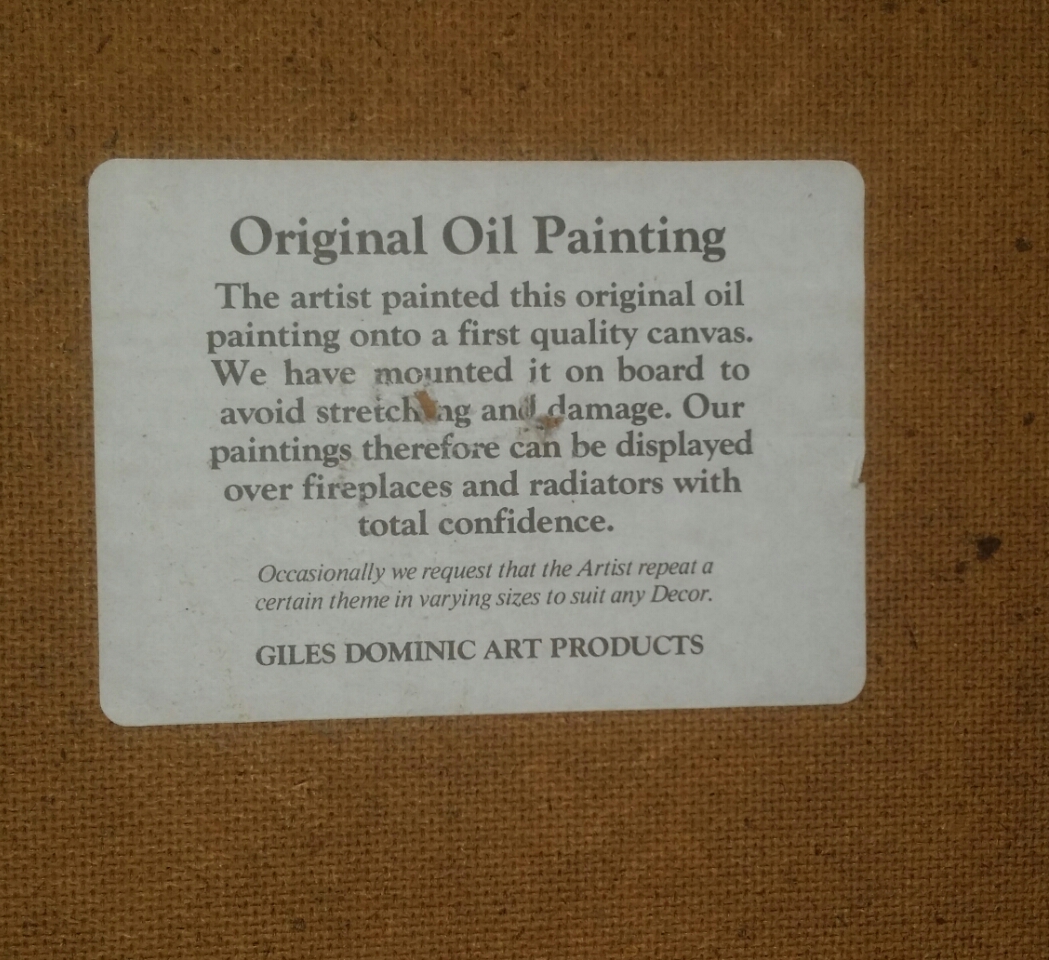 Original Oil Painting
The artist painted this original oil
painting onto a first quality canvas.
We have mounted it on board to
avoid stretching and damage. Our
paintings therefore can be displayed
over fireplaces and radiators with
total confidence.
Occasionally we request that the Artist repeat a
certain theme in varying sizes to suit any Decor.
GILES DOMINIC ART PRODUCTS